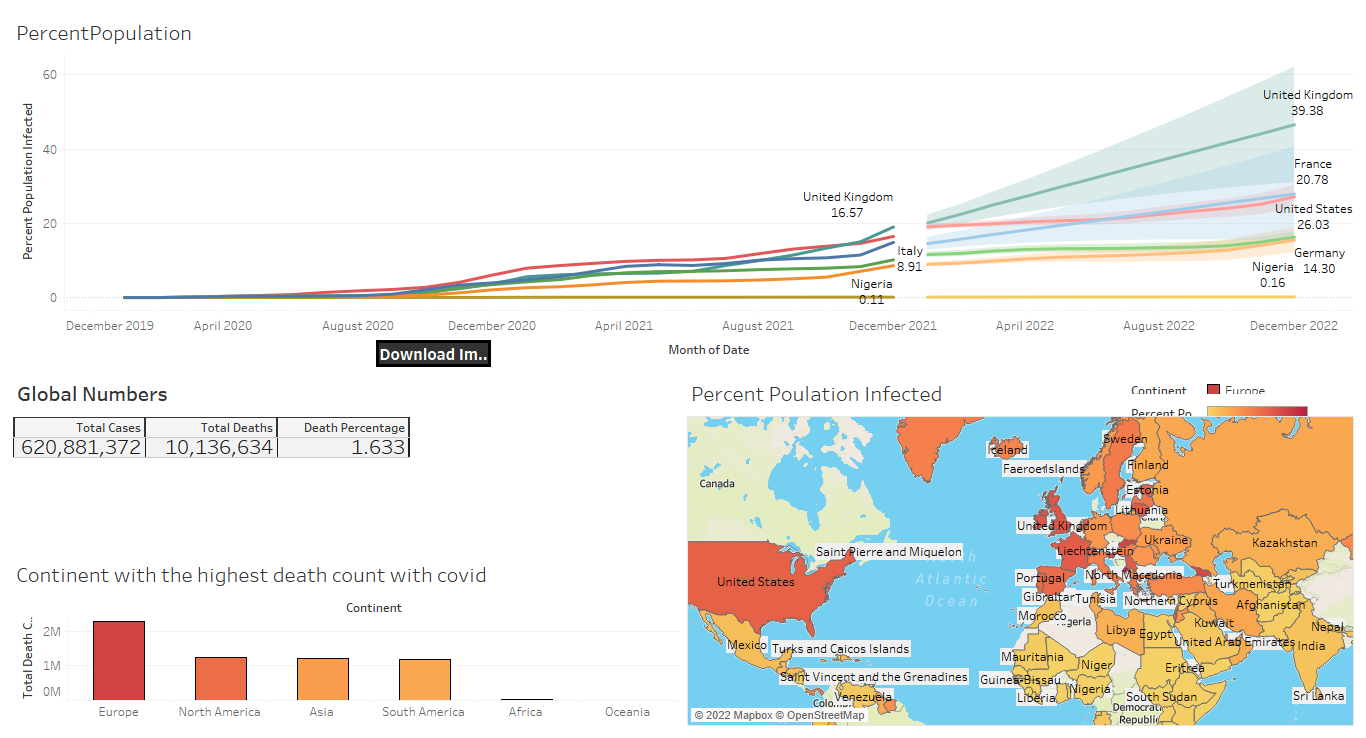 PercentPopulation
Percent Population Infected
60
40
20
0
United Kingdom
39.38
France
20.78
United States
26.03
Germany
14.30
Nigeria
0.16
United Kingdom
16.57
Italy
8.91
Nigeria
0.11
December 2019
April 2020
August 2020
December 2020
April 2021
August 2021
December 2021
April 2022
August 2022
December 2022
Month of Date
Download Im..
Global Numbers
Total Cases Total Deaths Death Percentage
620,881,372 10,136,634 1.633
Continent with the highest death count with covid
Continent
Total Death C..
2M
1M
0M
Europe
North America
Asia
South America
Africa
Oceania
Percent Poulation Infected
Continent
Europe
Percent Po..
Canada
Iceland
Faeroe Islands
Sweden
Finland
Estonia
Lithuania
United Kingdom
Ukraine
Kazakhstan
Liechtenstein
Saint Pierre and Miquelon
North
Atlantic
Ocean
United States
Portugal
North Macedonia
Turkmenistan
Gibraltar
Tunisia
Northern Cyprus
Afghanistan
Morocco
Libya
Egypt
Kuwait
Nepal
United Arab Emirates
India
Mexico
Turks and Caicos Islands
Mauritania
Niger
Eritrea
Saint Vincent and the Grenadines
Guinea-Bissau
Nigeria
Liberia
South Sudan
Sri Lanka
Venezuela
© 2022 Mapbox © OpenStreetMap